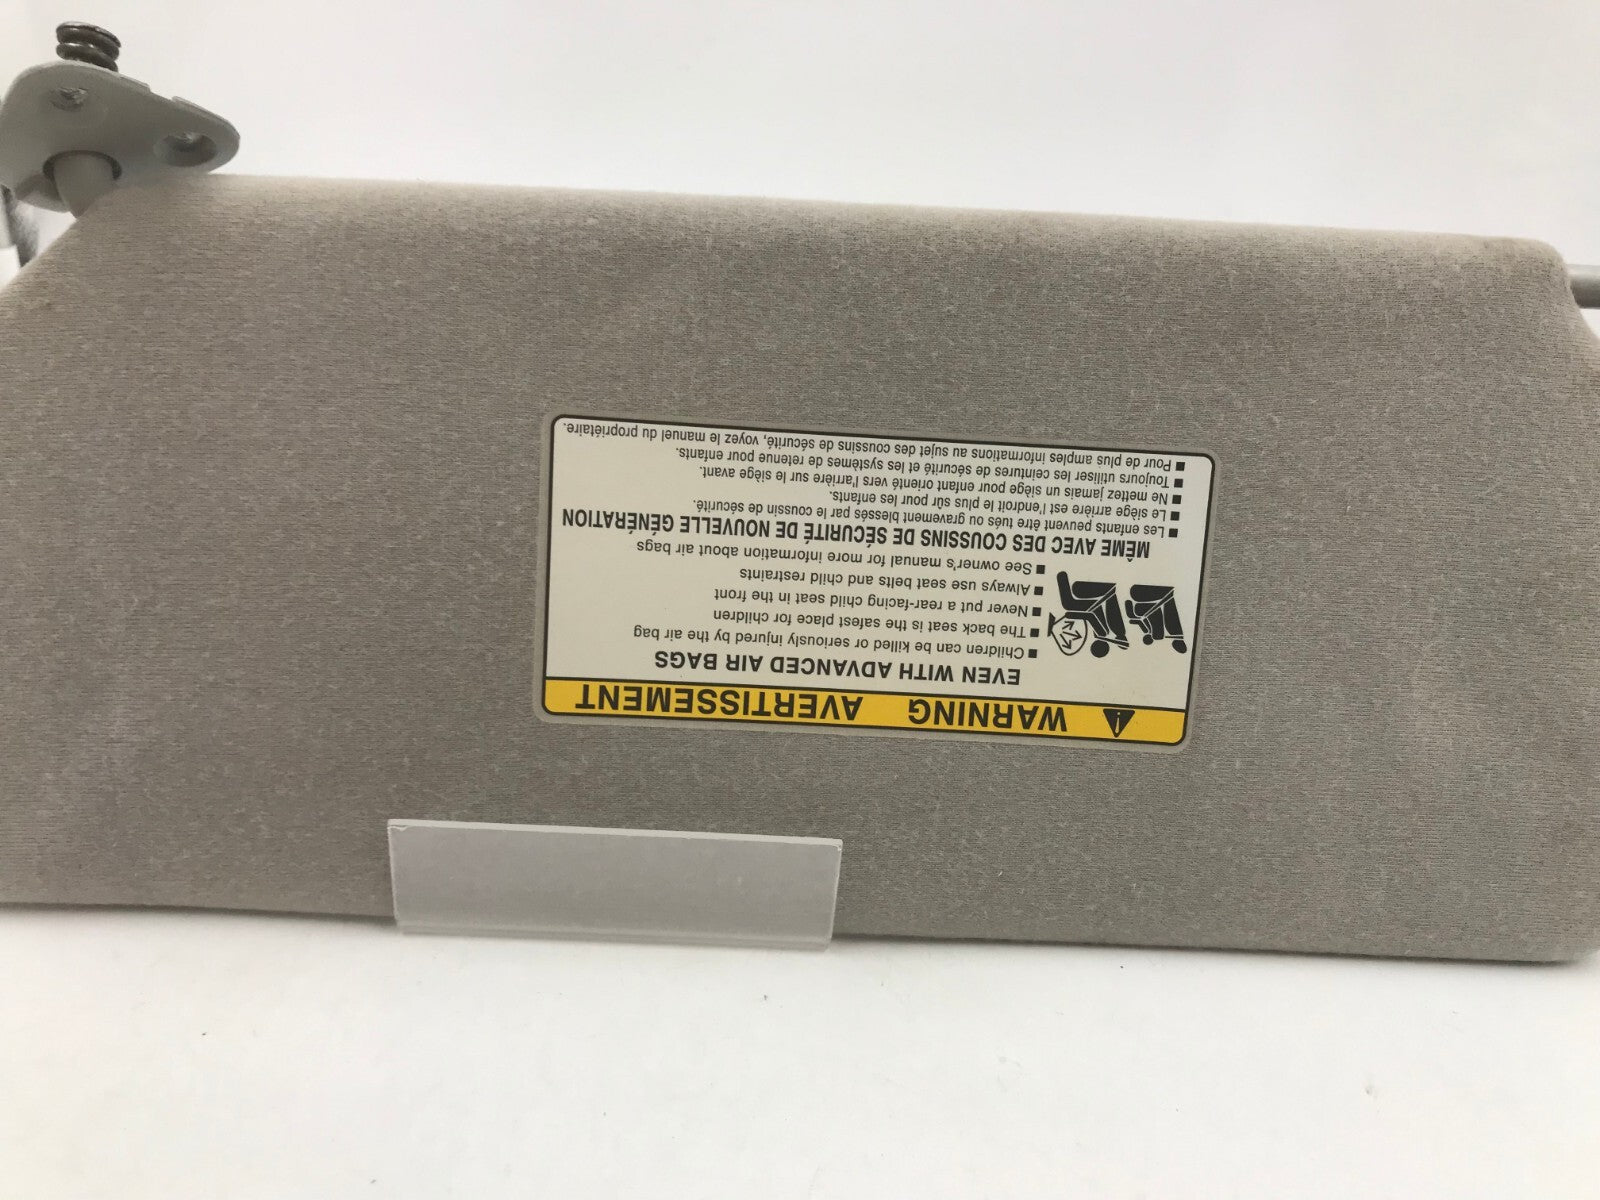 WARNING AVERTISSEMENT
EVEN WITH ADVANCED AIR BAGS
■ Children can be killed or seriously injured by the air bag
■ The back seat is the safest place for children
■ Never put a rear-facing child seat in the front
■ Always use seat belts and child restraints
■ See owner's manual for more information about air bags
MÊME AVEC DES COUSSINS DE SÉCURITÉ DE NOUVELLE GÉNÉRATION
■ Les enfants peuvent être tués ou gravement blessés par le coussin de sécurité.
■ Le siège arrière est l'endroit le plus sûr pour les enfants.
■ Ne mettez jamais un siège pour enfant orienté vers l'arrière sur le siège avant.
■ Toujours utiliser les ceintures de sécurité et les systèmes de retenue pour enfants.
■ Pour de plus amples informations au sujet des coussins de sécurité, voyez le manuel du propriétaire.